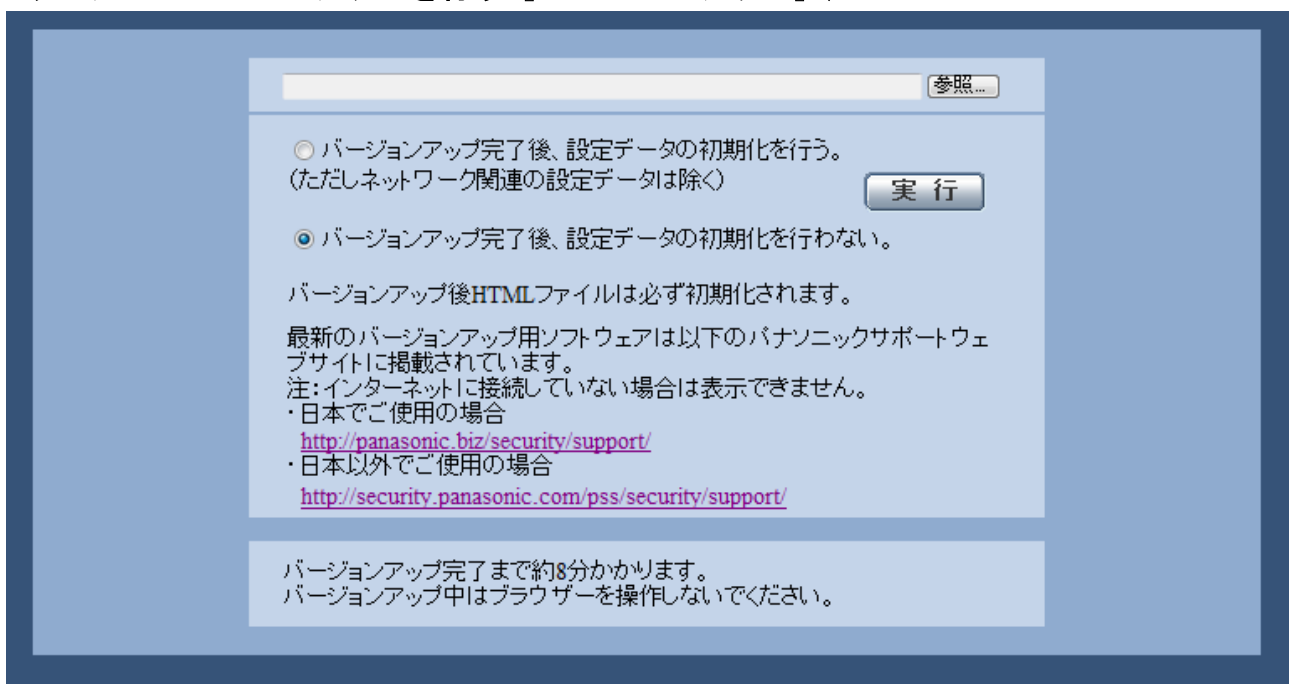 参照...
バージョンアップ完了後、設定データの初期化を行う。
(ただしネットワーク関連の設定データは除く)
実 行
バージョンアップ完了後、設定データの初期化を行わない。
バージョンアップ後HTMLファイルは必ず初期化されます。
最新のバージョンアップ用ソフトウェアは以下のパナソニックサポートウェ
ブサイトに掲載されています。
注:インターネットに接続していない場合は表示できません。
・日本でご使用の場合
http://panasonic.biz/security/support/
・日本以外でご使用の場合
http://security.panasonic.com/pss/security/support/
バージョンアップ完了まで約8分かかります。
バージョンアップ中はブラウザーを操作しないでください。